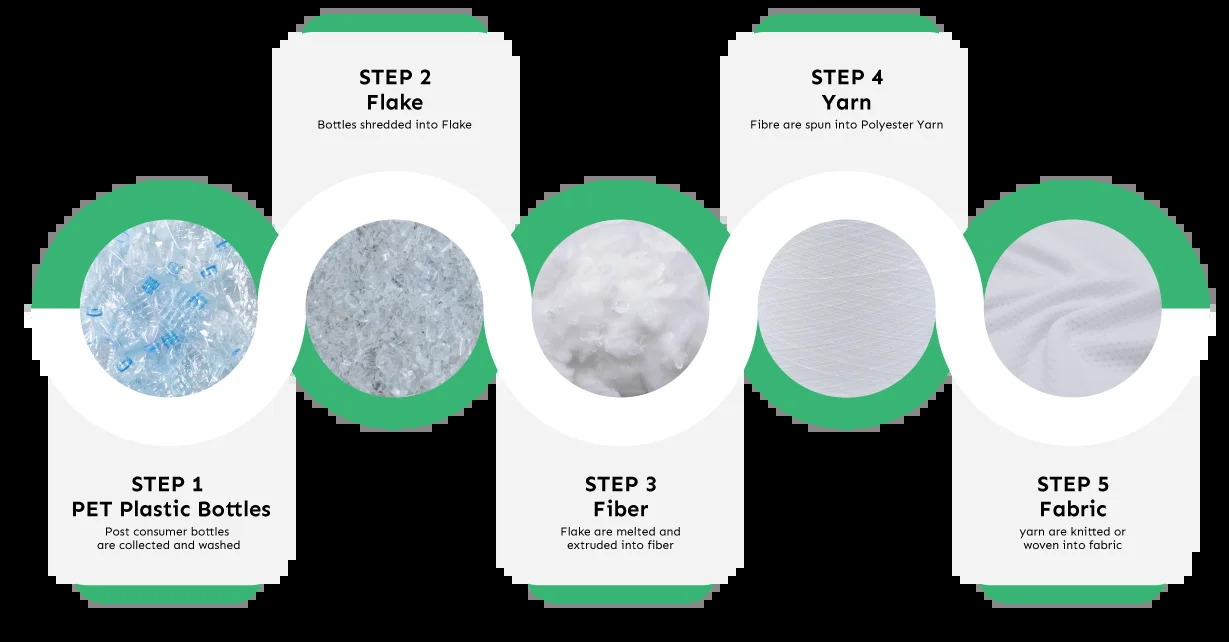 STEP 1
PET Plastic Bottles
Post consumer bottles
are collected and washed
STEP 2
Flake
Bottles shredded into Flake
STEP 3
Fiber
Flake are melted and
extruded into fiber
STEP 4
Yarn
Fibre are spun into Polyester Yarn
STEP 5
Fabric
yarn are knitted or
woven into fabric